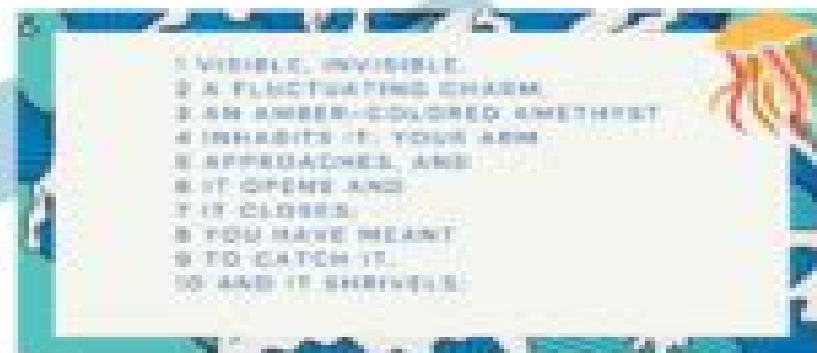 1 VISIBLE, INVISIBLE,
2 A FLUCTUATING CHARM,
3 AN AMBER-COLORED AMETHYST
4 INHABITS IT; YOUR ARM
5 APPROACHES, AND
6 IT OPENS AND
7 IT CLOSES;
8 YOU HAVE MEANT
9 TO CATCH IT,
10 AND IT SHRIVELS;